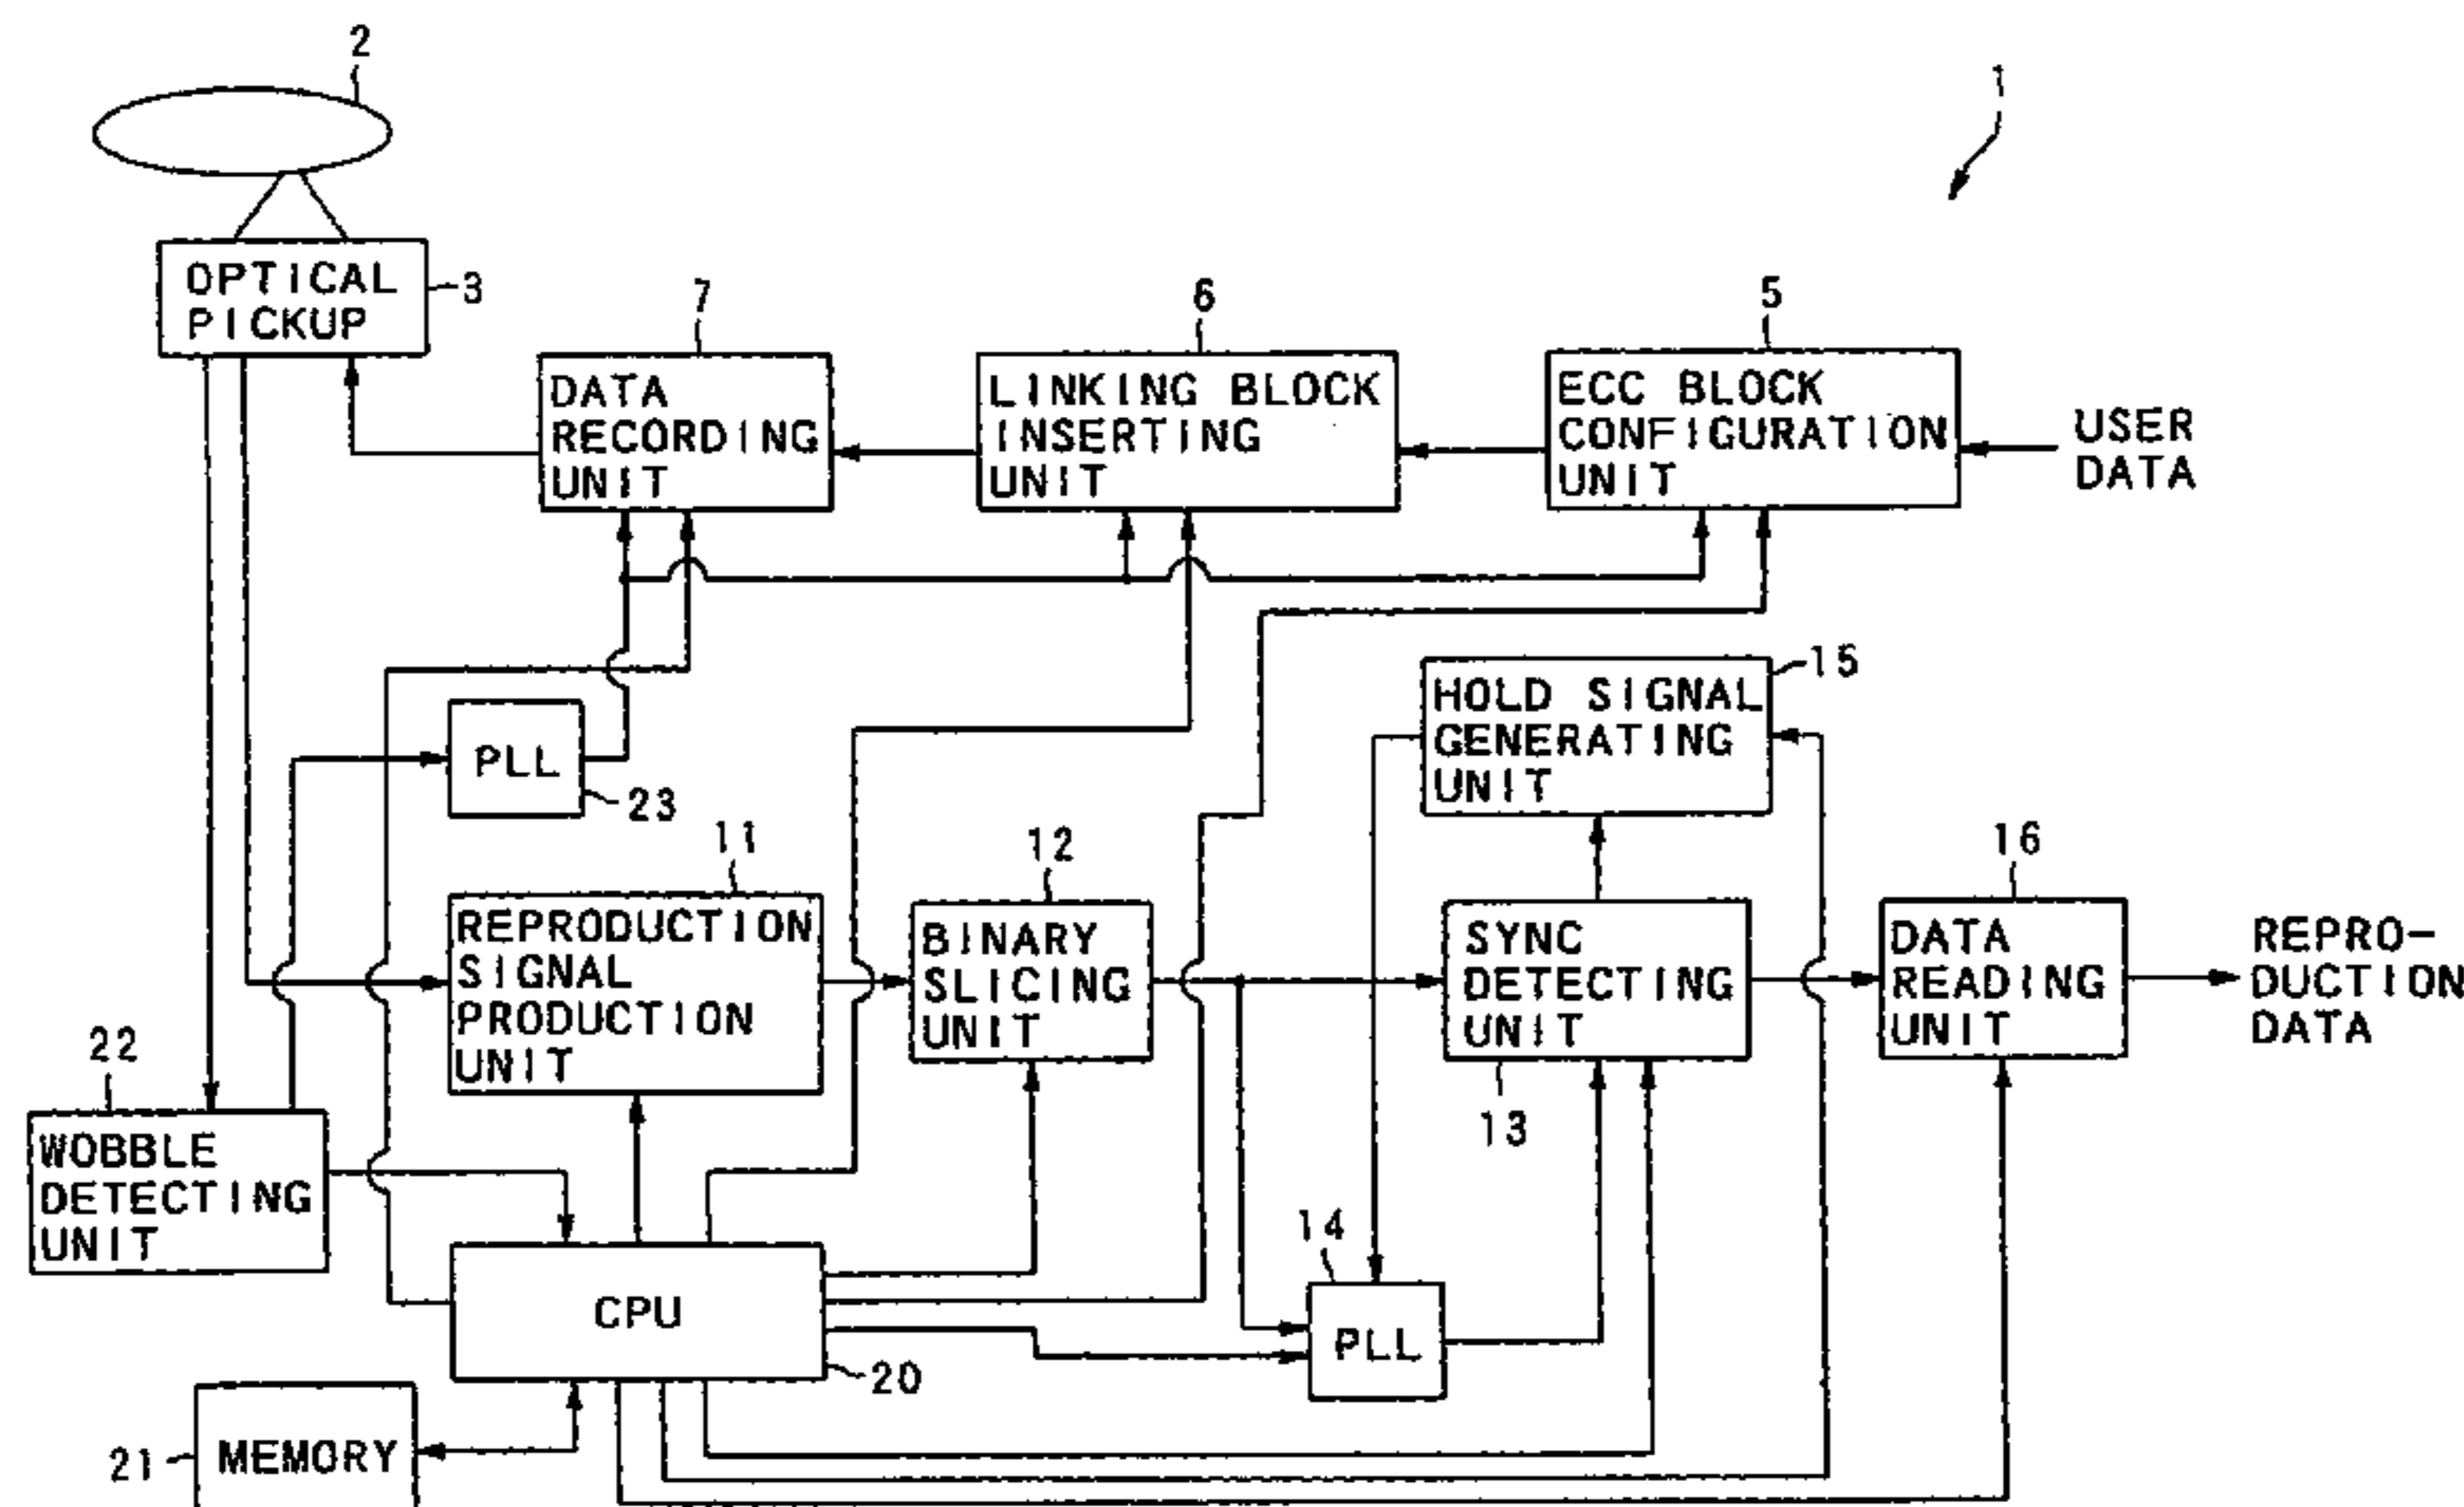 2
1
OPTICAL
PICKUP
3
7
6
5
DATA
RECORDING
UNIT
LINKING BLOCK
INSERTING
UNIT
ECC BLOCK
CONFIGURATION
UNIT
USER
DATA
15
HOLD SIGNAL
GENERATING
UNIT
PLL
23
11
12
16
REPRODUCTION
SIGNAL
PRODUCTION
UNIT
BINARY
SLICING
UNIT
SYNC
DETECTING
UNIT
DATA
READING
UNIT
REPRO-
DUCTION
DATA
22
13
WOBBLE
DETECTING
UNIT
14
CPU
PLL
20
21
MEMORY